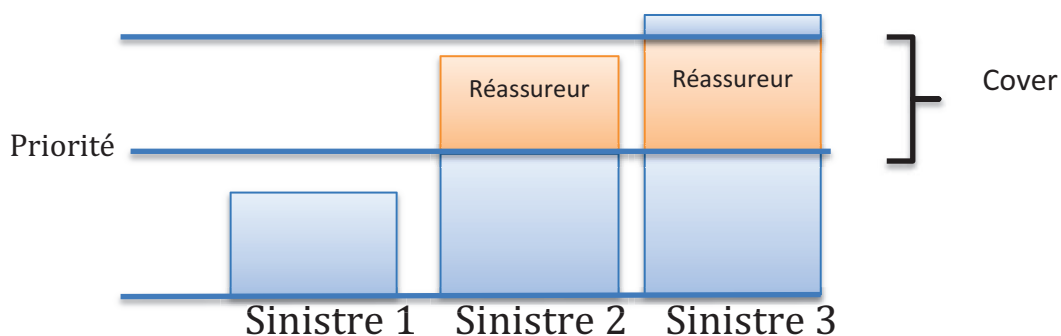 Réassureur
Réassureur
Cover
Priorité
Sinistre 1
Sinistre 2
Sinistre 3